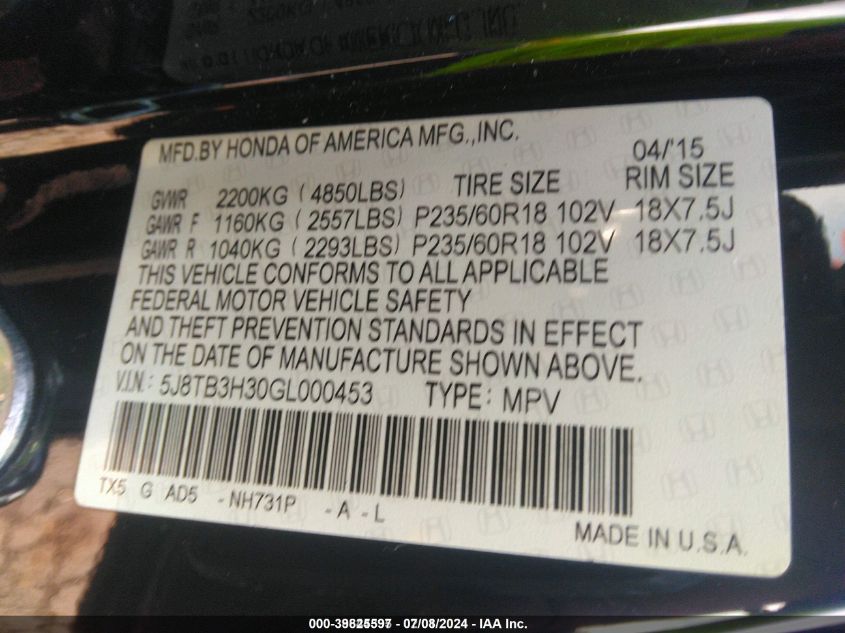 MFD.BY HONDA OF AMERICA MFG.,INC.
04/'15
GVWR 2200KG (4850LBS) TIRE SIZE RIM SIZE
GAWR F 1160KG (2557LBS) P235/60R18 102V 18X7.5J
GAWR R 1040KG (2293LBS) P235/60R18 102V 18X7.5J
THIS VEHICLE CONFORMS TO ALL APPLICABLE
FEDERAL MOTOR VEHICLE SAFETY
AND THEFT PREVENTION STANDARDS IN EFFECT
ON THE DATE OF MANUFACTURE SHOWN ABOVE.
V.I.N.: 5J8TB3H30GL000453 TYPE: MPV
TX5 G AD5 -NH731P -A-L
MADE IN U.S.A.
07/08/2024 - IAA Inc.